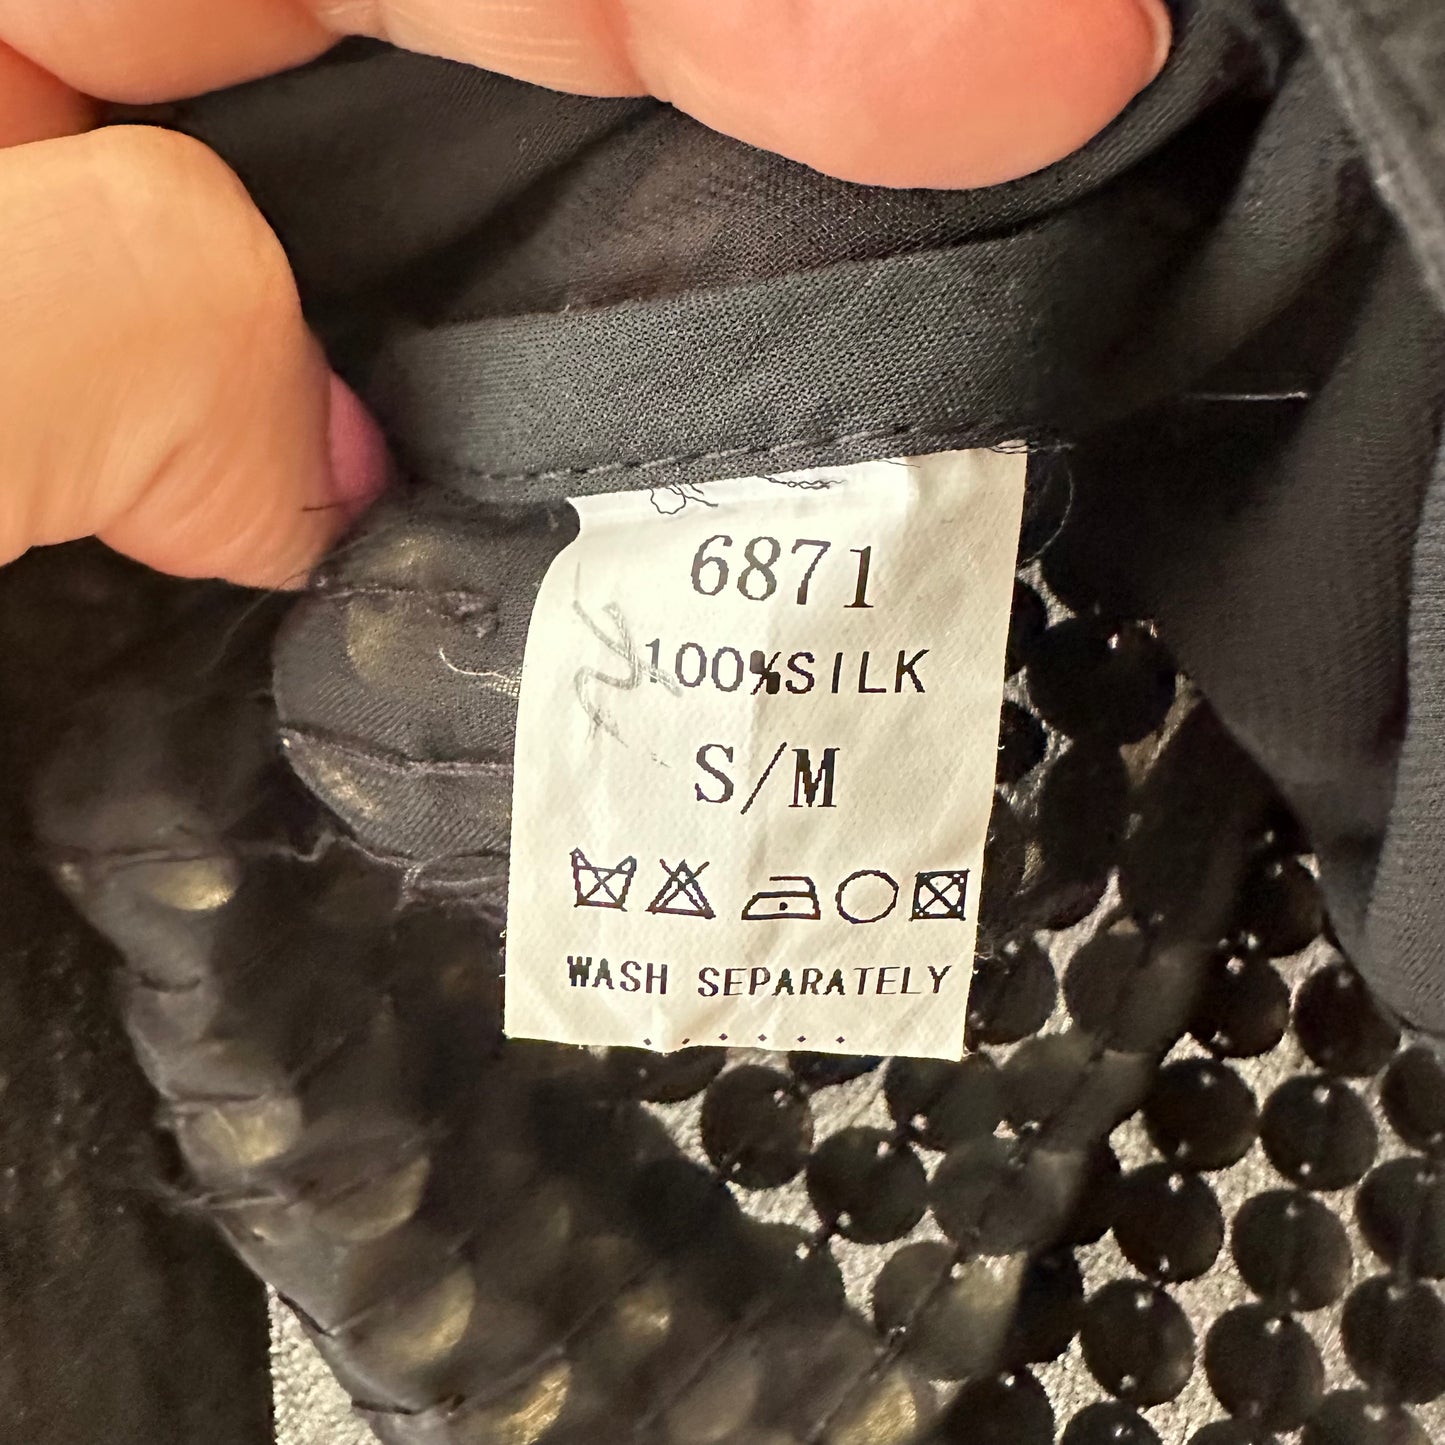 6871
100%SILK
S/M
WASH SEPARATELY